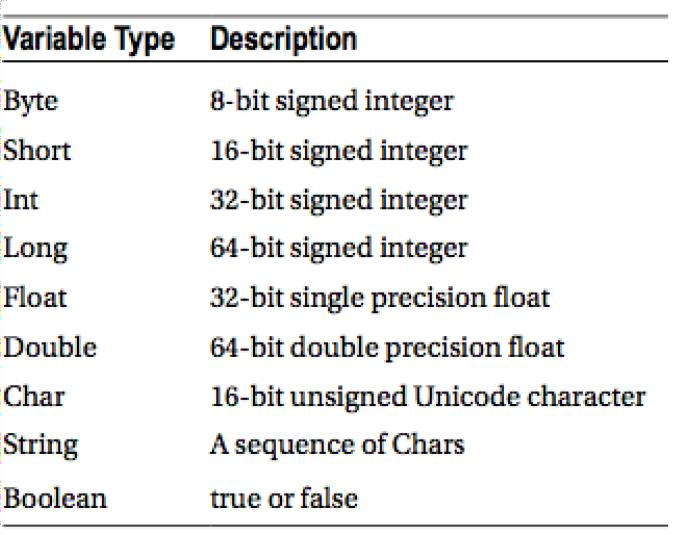 Variable Type Description
Byte 8-bit signed integer
Short 16-bit signed integer
Int 32-bit signed integer
Long 64-bit signed integer
Float 32-bit single precision float
Double 64-bit double precision float
Char 16-bit unsigned Unicode character
String A sequence of Chars
Boolean true or false